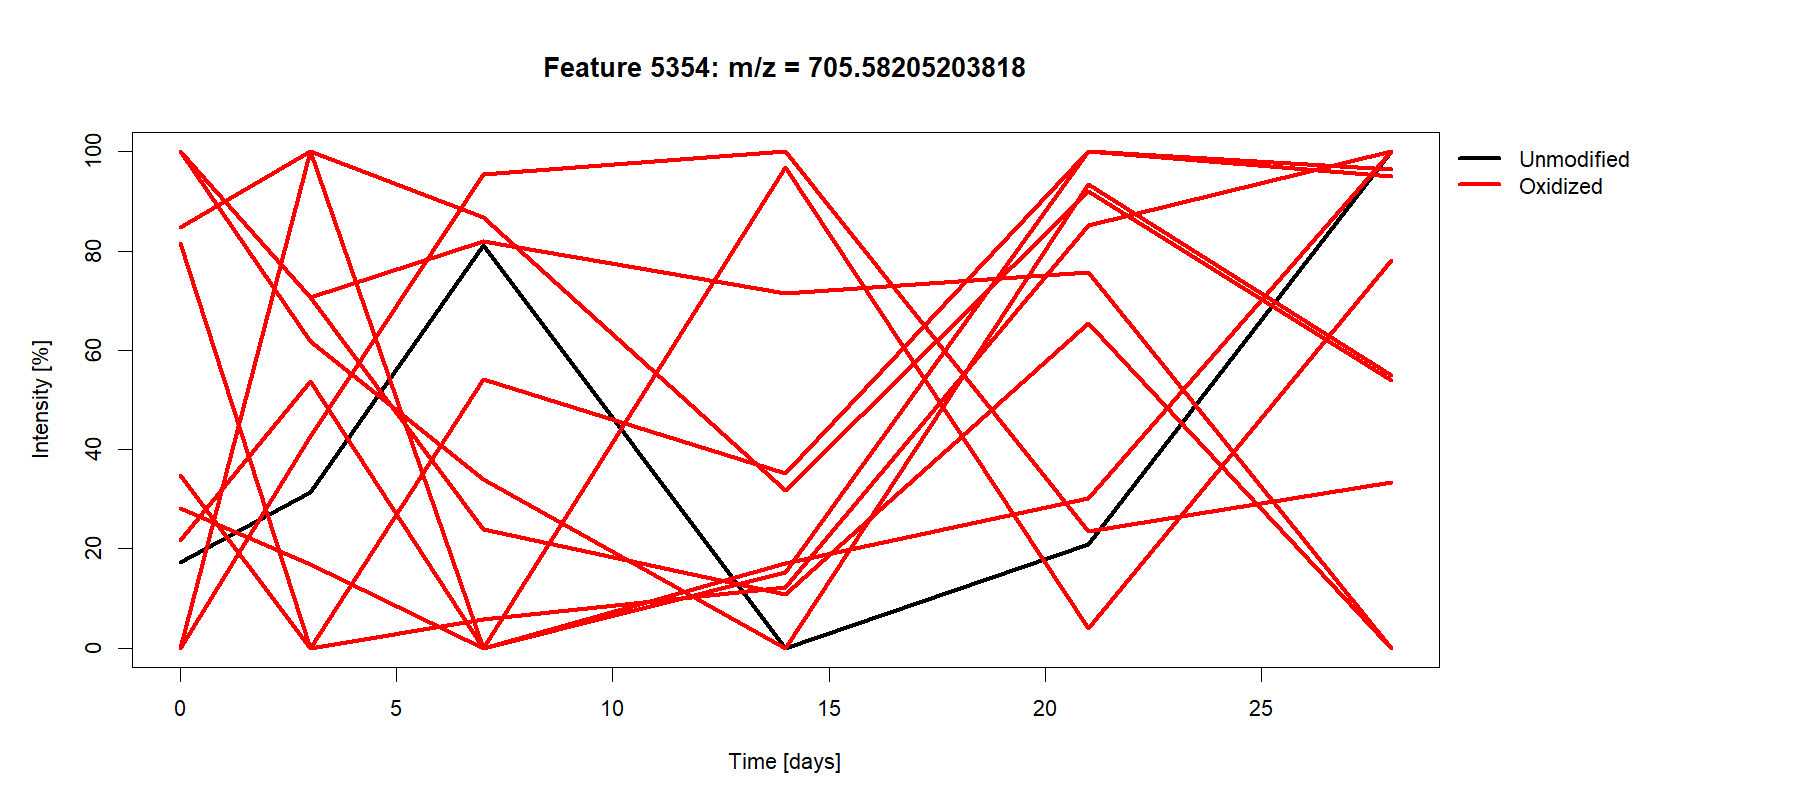 Feature 5354: m/z = 705.58205203818
Unmodified
Oxidized
100
80
60
40
20
0
Intensity [%]
0 5 10 15 20 25
Time [days]